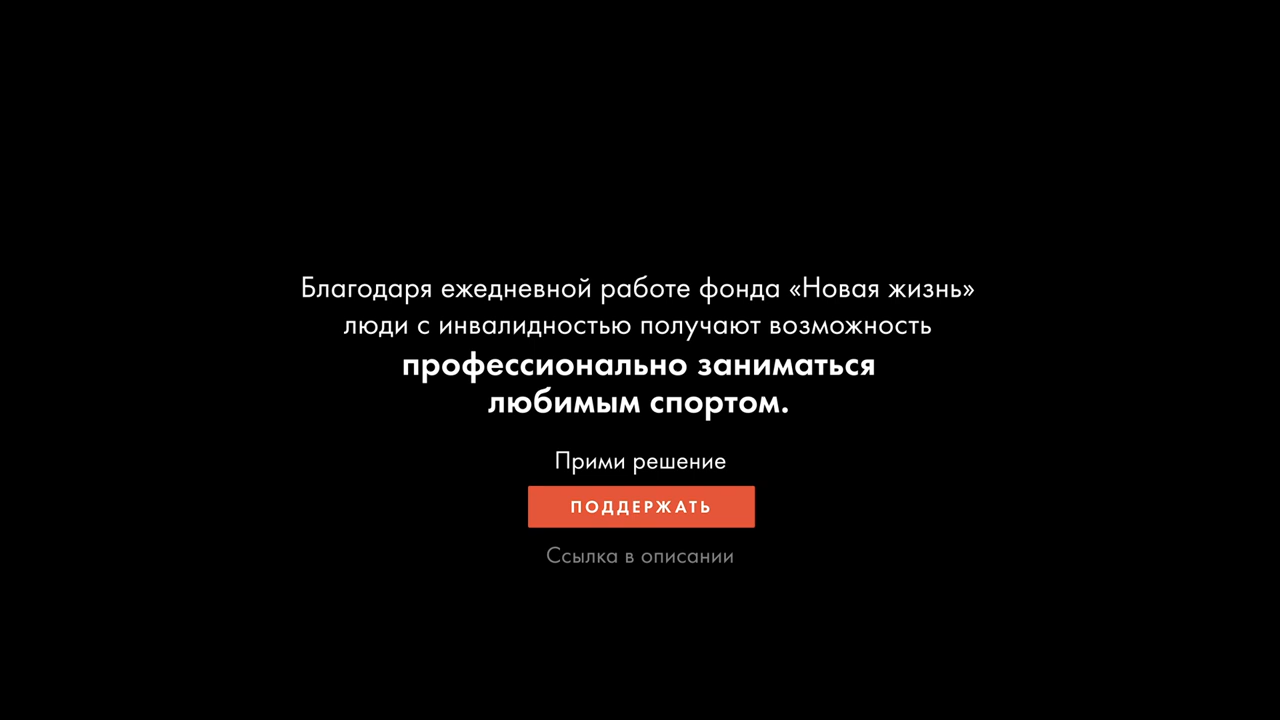 Благодаря ежедневной работе фонда «Новая жизнь»
люди с инвалидностью получают возможность
профессионально заниматься
любимым спортом.
Прими решение
ПОДДЕРЖАТЬ
Ссылка в описании